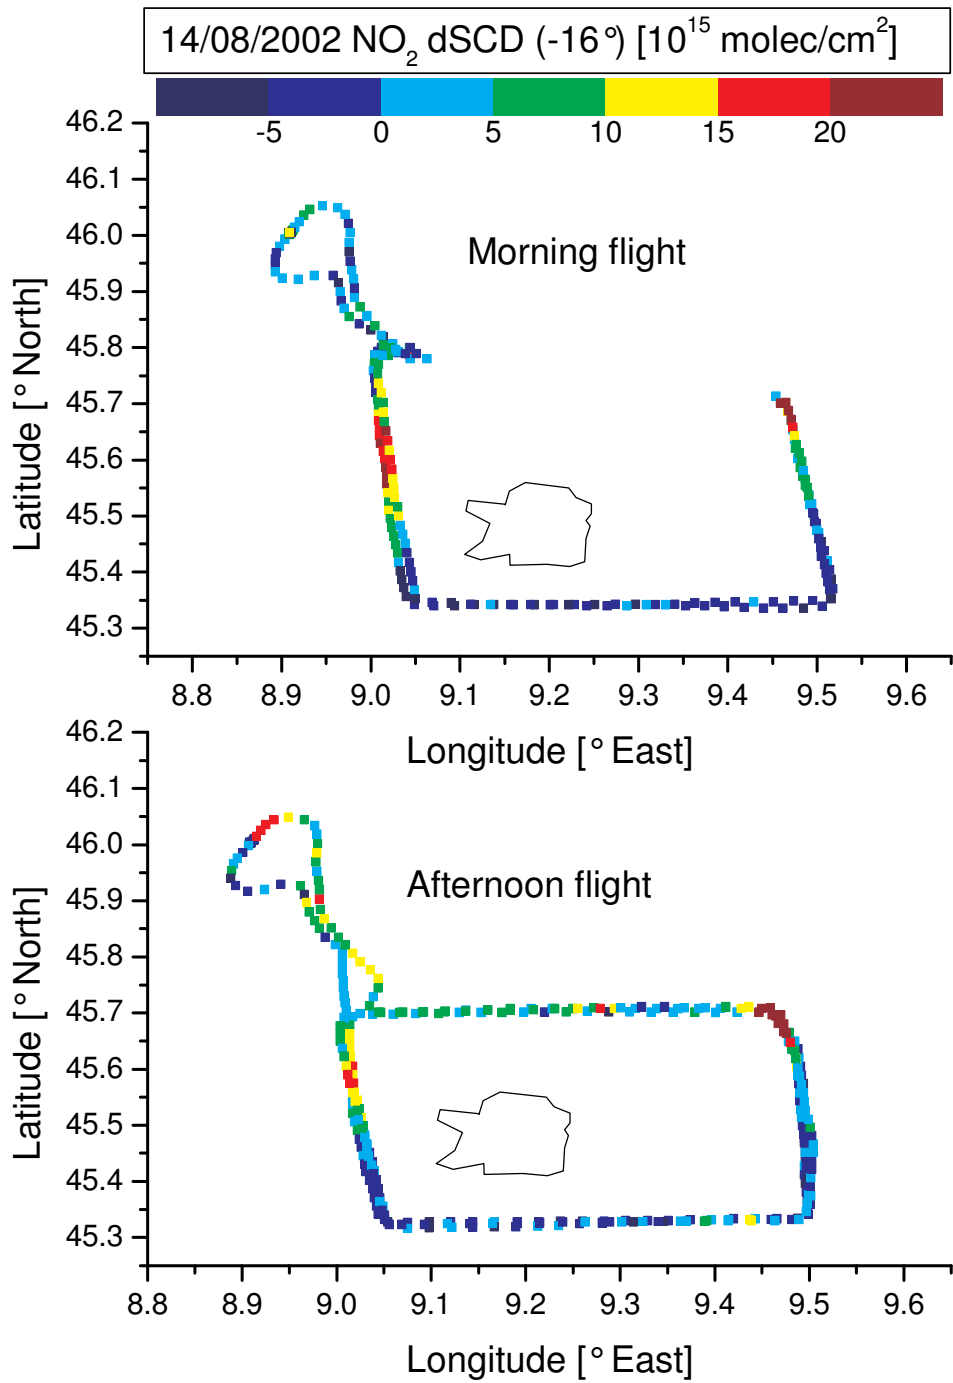 14/08/2002 NO₂ dSCD (-16°) [10¹⁵ molec/cm²]
-5 0 5 10 15 20
46.2
46.1
46.0
45.9
45.8
45.7
45.6
45.5
45.4
45.3
Latitude [° North]
Morning flight
8.8 8.9 9.0 9.1 9.2 9.3 9.4 9.5 9.6
Longitude [° East]
46.2
46.1
46.0
45.9
45.8
45.7
45.6
45.5
45.4
45.3
Latitude [° North]
Afternoon flight
8.8 8.9 9.0 9.1 9.2 9.3 9.4 9.5 9.6
Longitude [° East]